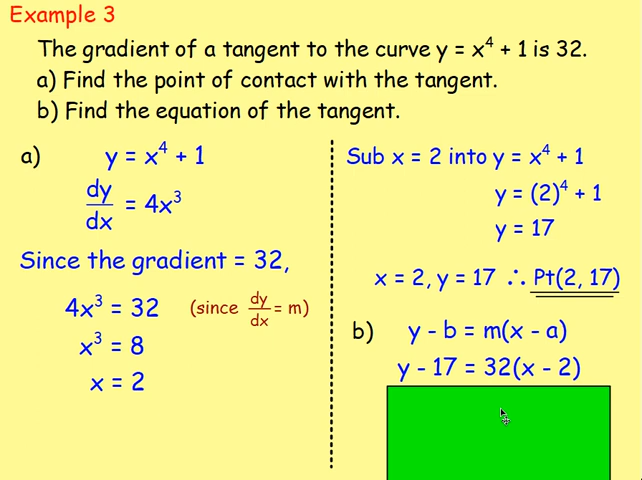 Example 3
The gradient of a tangent to the curve y = x⁴ + 1 is 32.
a) Find the point of contact with the tangent.
b) Find the equation of the tangent.
a) y = x⁴ + 1
dy/dx = 4x³
Since the gradient = 32,
4x³ = 32 (since dy/dx = m)
x³ = 8
x = 2
Sub x = 2 into y = x⁴ + 1
y = (2)⁴ + 1
y = 17
x = 2, y = 17 ∴ Pt(2, 17)
b) y - b = m(x - a)
y - 17 = 32(x - 2)